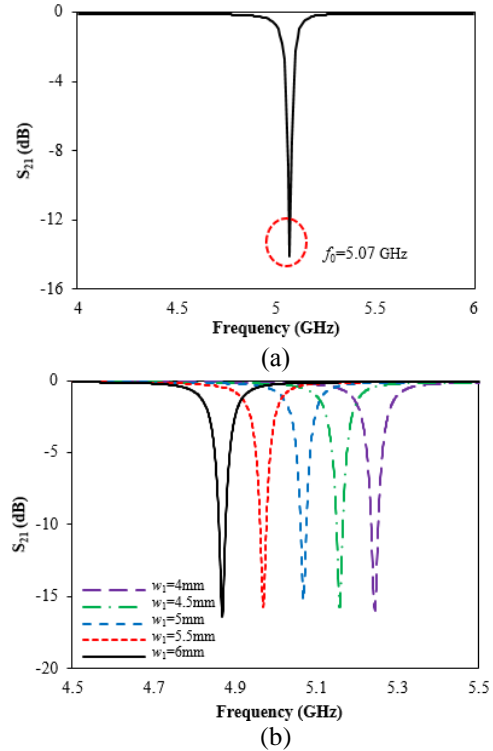 0
-4
-8
-12
-16
S21 (dB)
f0=5.07 GHz
4 4.5 5 5.5 6
Frequency (GHz)
(a)
0
-5
-10
-15
-20
S21 (dB)
w1=4mm
w1=4.5mm
w1=5mm
w1=5.5mm
w1=6mm
4.5 4.7 4.9 5.1 5.3 5.5
Frequency (GHz)
(b)